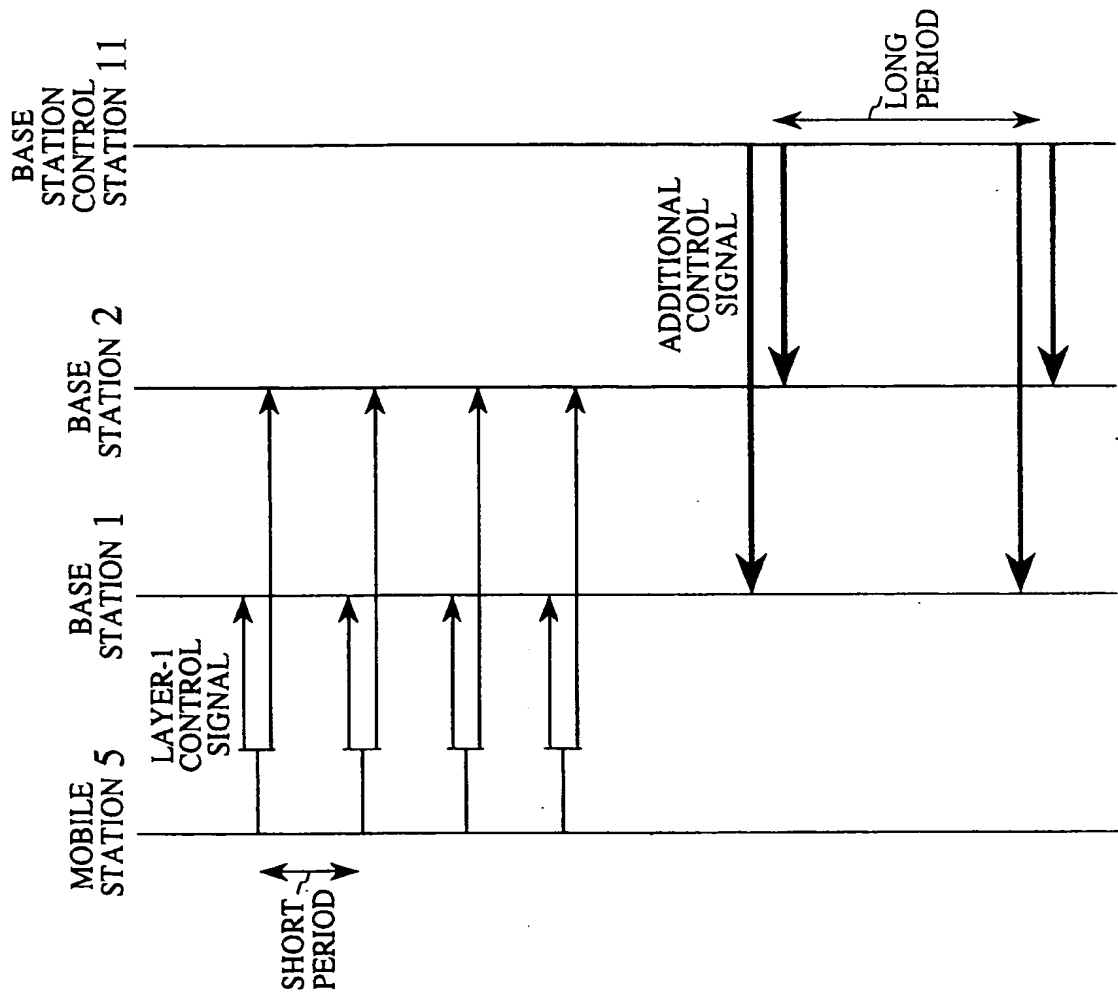 MOBILE
STATION 5
BASE
STATION 1
BASE
STATION 2
BASE
STATION
CONTROL
STATION 11
LAYER-1
CONTROL
SIGNAL
SHORT
PERIOD
ADDITIONAL
CONTROL
SIGNAL
LONG
PERIOD